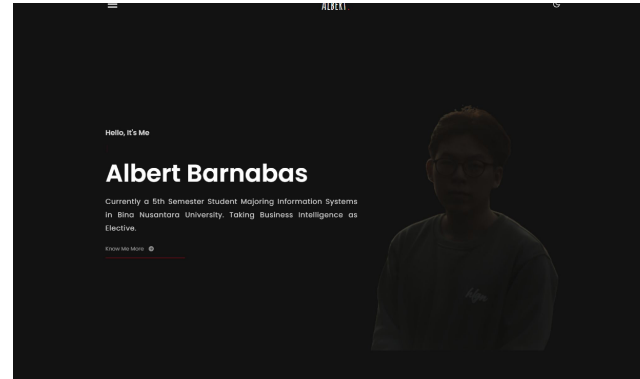 ALBERT
Hello, It's Me
Albert Barnabas
Currently a 5th Semester Student Majoring Information Systems
in Bina Nusantara University. Taking Business Intelligence as
Elective.
Know Me More